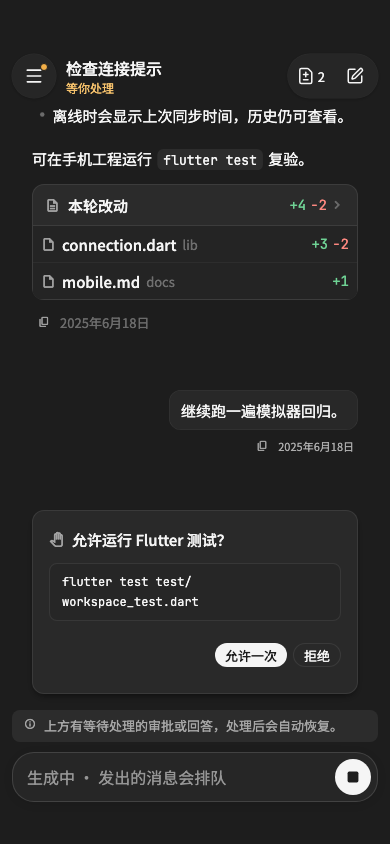 检查连接提示
等你处理
2
离线时会显示上次同步时间，历史仍可查看。
可在手机工程运行 flutter test 复验。
本轮改动 +4 -2
connection.dart lib +3 -2
mobile.md docs +1
2025年6月18日
继续跑一遍模拟器回归。
2025年6月18日
允许运行 Flutter 测试？
flutter test test/
workspace_test.dart
允许一次 拒绝
上方有等待处理的审批或回答，处理后会自动恢复。
生成中 · 发出的消息会排队